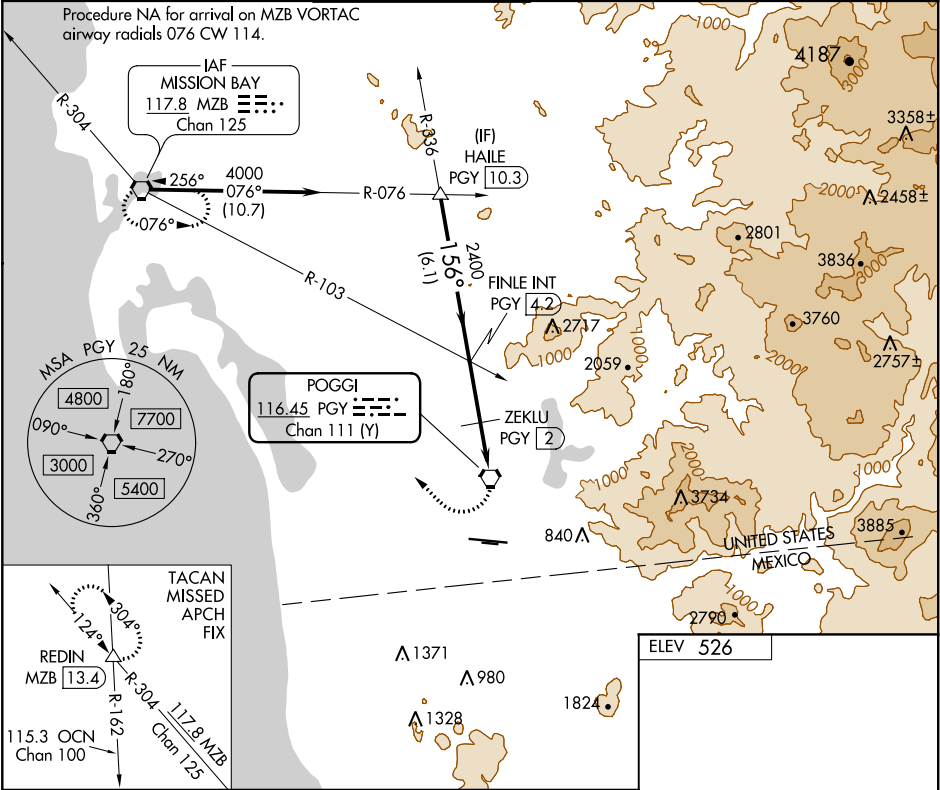 Procedure NA for arrival on MZB VORTAC
airway radials 076 CW 114.
IAF
MISSION BAY
117.8 MZB
Chan 125
R-304
256°
4000
076°
(10.7)
R-076
076°
R-336
(IF)
HAILE
PGY 10.3
2400
156°
(6.1)
R-103
FINLE INT
PGY 4.2
POGGI
116.45 PGY
Chan 111 (Y)
ZEKLU
PGY 2
MSA PGY 25 NM
180°
4800
7700
090°
270°
3000
5400
360°
1000
4187
3000
3358±
2000
2458±
2801
3836
3000
3760
2717
1000
2059
1000
2000
2757±
1000
1000
2000
3734
1000
840
3885
UNITED STATES
MEXICO
2790
1000
1371
980
1328
1824
TACAN
MISSED
APCH
FIX
124°
304°
REDIN
MZB 13.4
R-304
117.8 MZB
Chan 125
R-162
115.3 OCN
Chan 100
ELEV 526